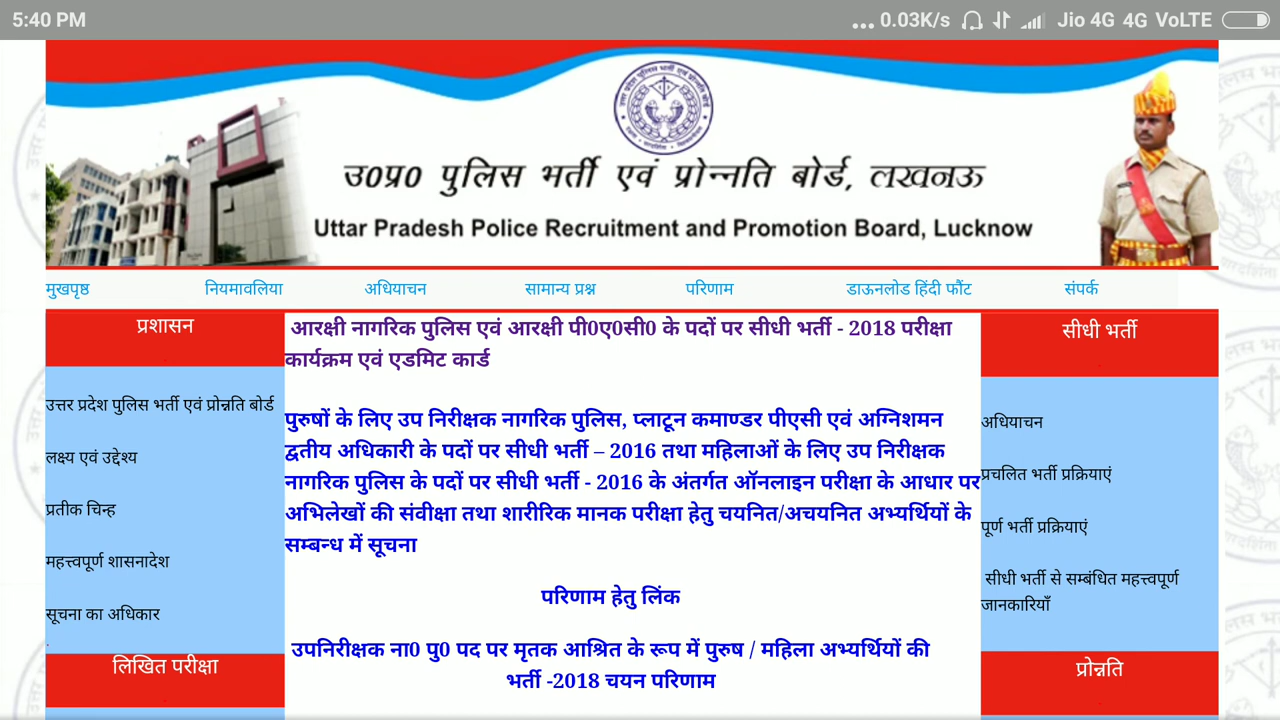 5:40 PM
... 0.03K/s Jio 4G 4G VoLTE
उ0प्र0 पुलिस भर्ती एवं प्रोन्नति बोर्ड, लखनऊ
Uttar Pradesh Police Recruitment and Promotion Board, Lucknow
मुखपृष्ठ नियमावलिया अधियाचन सामान्य प्रश्न परिणाम डाऊनलोड हिंदी फौंट संपर्क
प्रशासन
उत्तर प्रदेश पुलिस भर्ती एवं प्रोन्नति बोर्ड
लक्ष्य एवं उद्देश्य
प्रतीक चिन्ह
महत्त्वपूर्ण शासनादेश
सूचना का अधिकार
लिखित परीक्षा
आरक्षी नागरिक पुलिस एवं आरक्षी पी0ए0सी0 के पदों पर सीधी भर्ती - 2018 परीक्षा
कार्यक्रम एवं एडमिट कार्ड
पुरुषों के लिए उप निरीक्षक नागरिक पुलिस, प्लाटून कमाण्डर पीएसी एवं अग्निशमन
द्वतीय अधिकारी के पदों पर सीधी भर्ती – 2016 तथा महिलाओं के लिए उप निरीक्षक
नागरिक पुलिस के पदों पर सीधी भर्ती - 2016 के अंतर्गत ऑनलाइन परीक्षा के आधार पर
अभिलेखों की संवीक्षा तथा शारीरिक मानक परीक्षा हेतु चयनित/अचयनित अभ्यर्थियों के
सम्बन्ध में सूचना
परिणाम हेतु लिंक
उपनिरीक्षक ना0 पु0 पद पर मृतक आश्रित के रूप में पुरुष / महिला अभ्यर्थियों की
भर्ती -2018 चयन परिणाम
सीधी भर्ती
अधियाचन
प्रचलित भर्ती प्रक्रियाएं
पूर्ण भर्ती प्रक्रियाएं
सीधी भर्ती से सम्बंधित महत्त्वपूर्ण
जानकारियाँ
प्रोन्नति